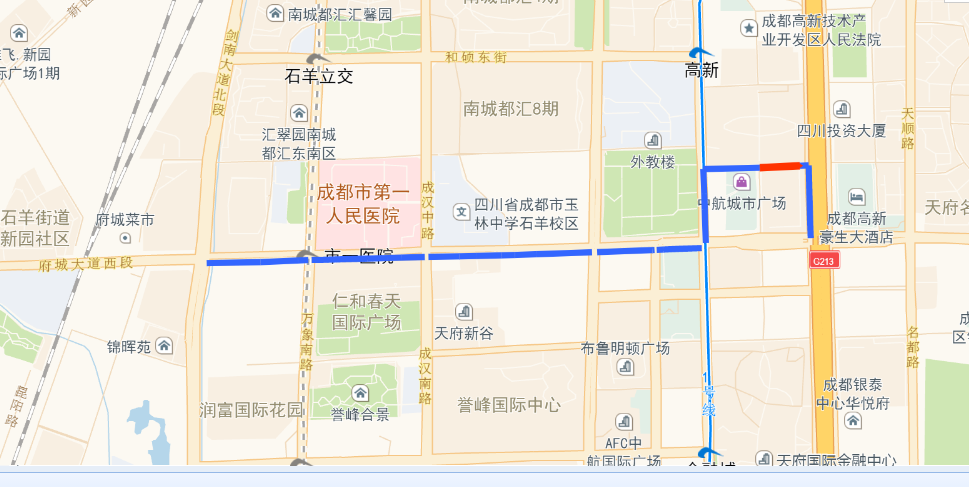 新园
南城都汇汇馨园
成都高新技术产
业开发区人民法院
飞.新园
际广场1期
剑南大道北段
和硕东街
石羊立交
高新
南城都汇8期
汇翠园南城
都汇东南区
四川投资大厦
天顺路
外教楼
成都市第一
人民医院
成汉中路
四川省成都市玉
林中学石羊校区
中航城市广场
石羊街道
新园社区
府城菜市
成都高新
豪生大酒店
天府名
府城大道西段
市一医院
G213
仁和春天
国际广场
万象南路
天府新谷
锦晖苑
布鲁明顿广场
成汉南路
名都路
1号线
成都银泰
中心华悦府
昆阳路
润富国际花园
誉峰合景
誉峰国际中心
AFC中
航国际广场
金融城
天府国际金融中心